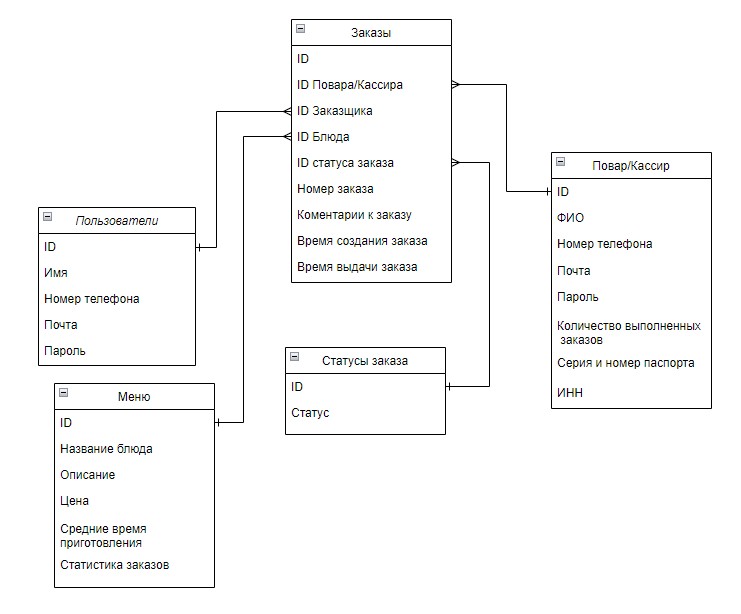 Заказы
ID
ID Повара/Кассира
ID Заказщика
ID Блюда
ID статуса заказа
Номер заказа
Коментарии к заказу
Время создания заказа
Время выдачи заказа
Повар/Кассир
ID
ФИО
Номер телефона
Почта
Пароль
Количество выполненных
заказов
Серия и номер паспорта
ИНН
Пользователи
ID
Имя
Номер телефона
Почта
Пароль
Статусы заказа
ID
Статус
Меню
ID
Название блюда
Описание
Цена
Средние время
приготовления
Статистика заказов